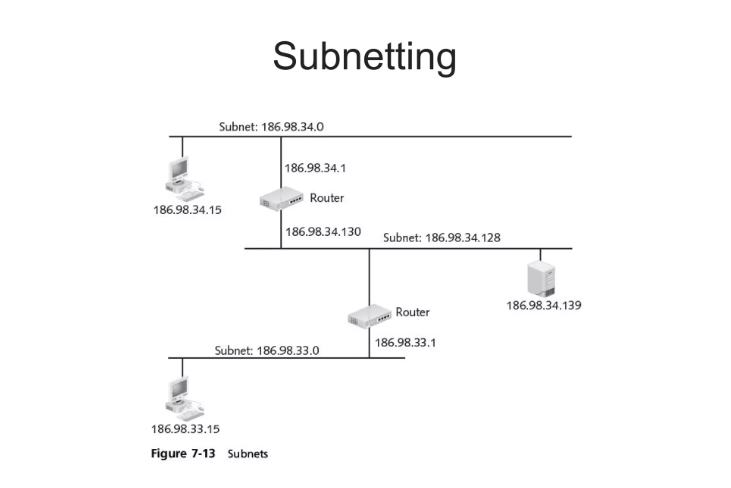 Subnetting
Subnet: 186.98.34.0
186.98.34.1
Router
186.98.34.15
186.98.34.130
Subnet: 186.98.34.128
186.98.34.139
Router
186.98.33.1
Subnet: 186.98.33.0
186.98.33.15
Figure 7-13 Subnets